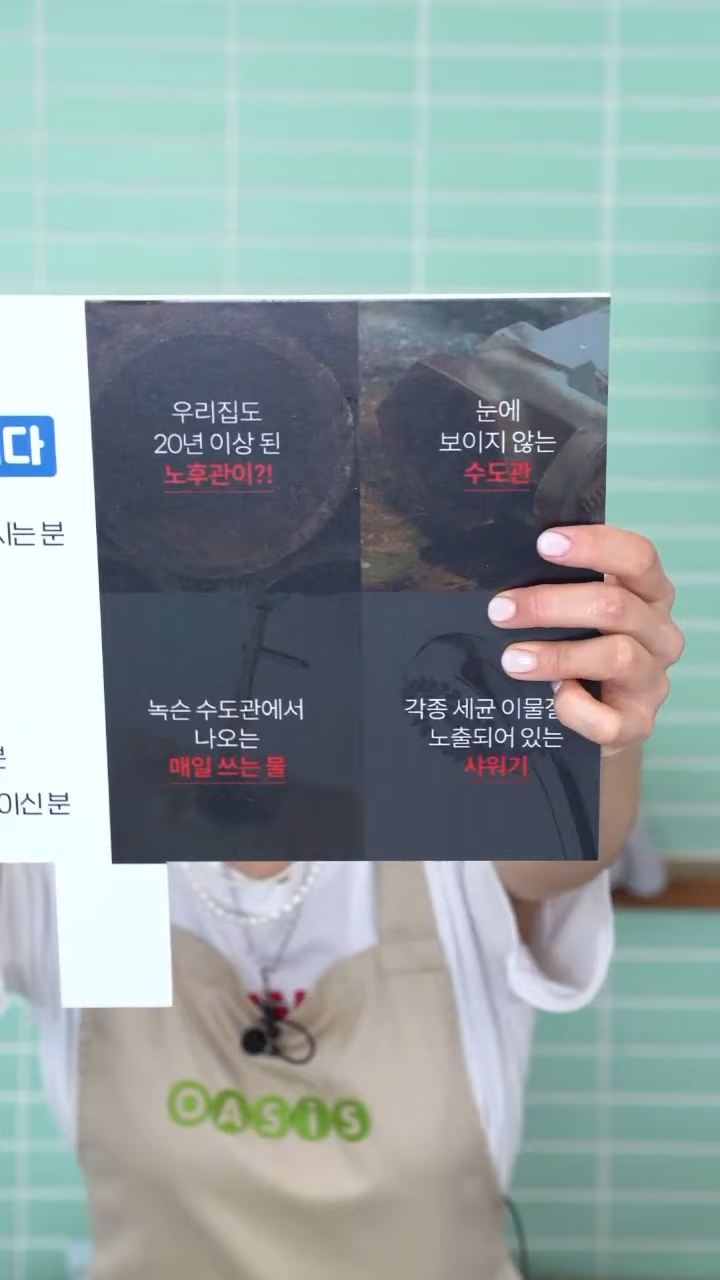 다
시는 분
분
이신 분
우리집도
20년 이상 된
노후관이?!
눈에
보이지 않는
수도관
녹슨 수도관에서
나오는
매일 쓰는 물
각종 세균 이물질
노출되어 있는
샤워기
OASIS